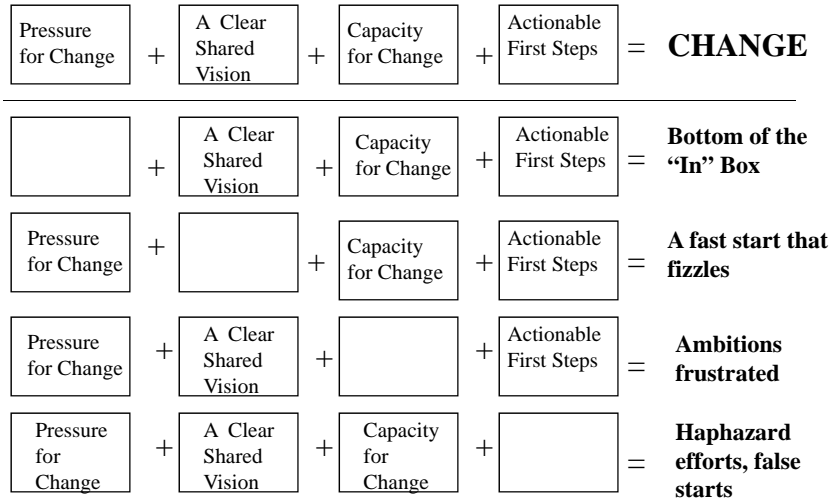 Pressure
for Change
+
A Clear
Shared
Vision
+
Capacity
for Change
+
Actionable
First Steps
=
CHANGE
+
A Clear
Shared
Vision
+
Capacity
for Change
+
Actionable
First Steps
=
Bottom of the
“In” Box
Pressure
for Change
+
+
Capacity
for Change
+
Actionable
First Steps
=
A fast start that
fizzles
Pressure
for Change
+
A Clear
Shared
Vision
+
+
Actionable
First Steps
=
Ambitions
frustrated
Pressure
for
Change
+
A Clear
Shared
Vision
+
Capacity
for
Change
+
=
Haphazard
efforts, false
starts